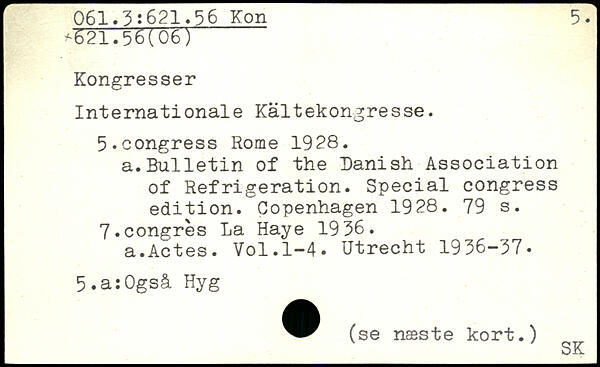 061.3:621.56 Kon 5.
*621.56(06)
Kongresser
Internationale Kältekongresse.
5.congress Rome 1928.
a.Bulletin of the Danish Association
of Refrigeration. Special congress
edition. Copenhagen 1928. 79 s.
7.congrès La Haye 1936.
a.Actes. Vol.1-4. Utrecht 1936-37.
5.a:Også Hyg
(se næste kort.)
SK